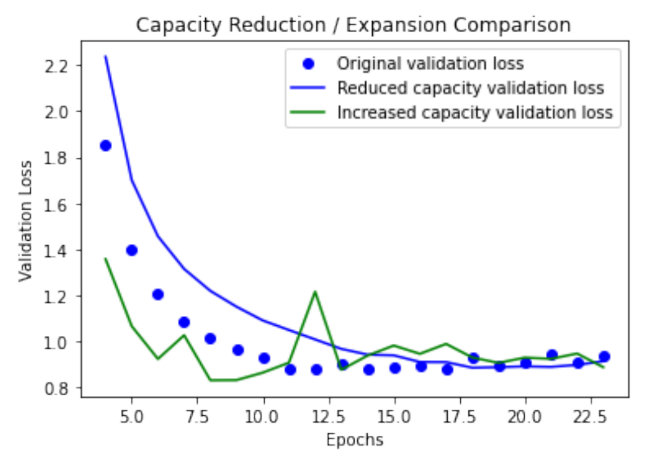 Capacity Reduction / Expansion Comparison
Original validation loss
Reduced capacity validation loss
Increased capacity validation loss
Validation Loss
2.2
2.0
1.8
1.6
1.4
1.2
1.0
0.8
5.0 7.5 10.0 12.5 15.0 17.5 20.0 22.5
Epochs